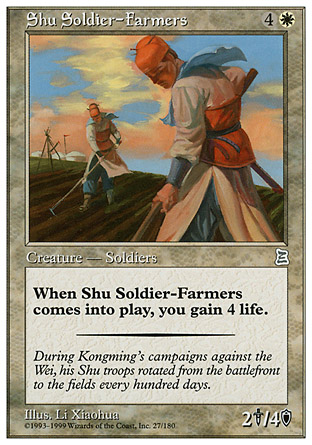 Shu Soldier-Farmers 4
Creature — Soldiers
When Shu Soldier-Farmers
comes into play, you gain 4 life.
During Kongming's campaigns against the
Wei, his Shu troops rotated from the battlefront
to the fields every hundred days.
Illus. Li Xiaohua
©1993-1999 Wizards of the Coast, Inc. 27/180
2/4